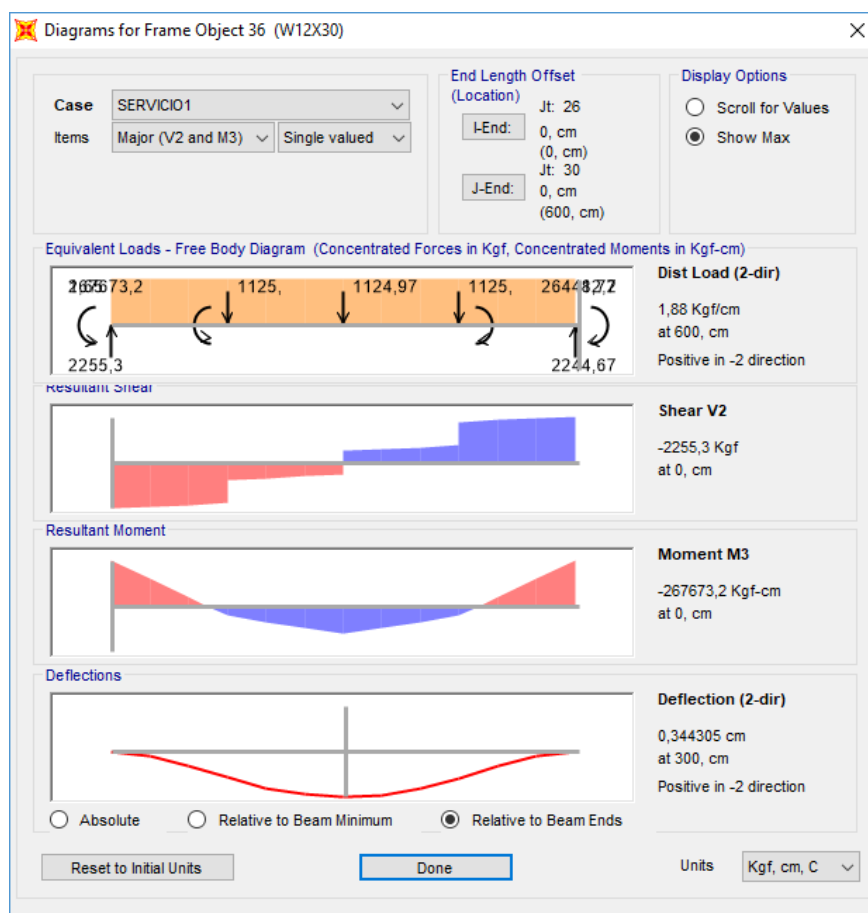 Diagrams for Frame Object 36 (W12X30)
Case SERVICIO1
Items Major (V2 and M3) Single valued
End Length Offset
(Location)
I-End:
Jt: 26
0, cm
(0, cm)
J-End:
Jt: 30
0, cm
(600, cm)
Display Options
Scroll for Values
Show Max
Equivalent Loads - Free Body Diagram (Concentrated Forces in Kgf, Concentrated Moments in Kgf-cm)
1125, 1124,97 1125,
2255,3 2244,67
Dist Load (2-dir)
1,88 Kgf/cm
at 600, cm
Positive in -2 direction
Resultant Shear
Shear V2
-2255,3 Kgf
at 0, cm
Resultant Moment
Moment M3
-267673,2 Kgf-cm
at 0, cm
Deflections
Deflection (2-dir)
0,344305 cm
at 300, cm
Positive in -2 direction
Absolute Relative to Beam Minimum Relative to Beam Ends
Reset to Initial Units Done Units Kgf, cm, C